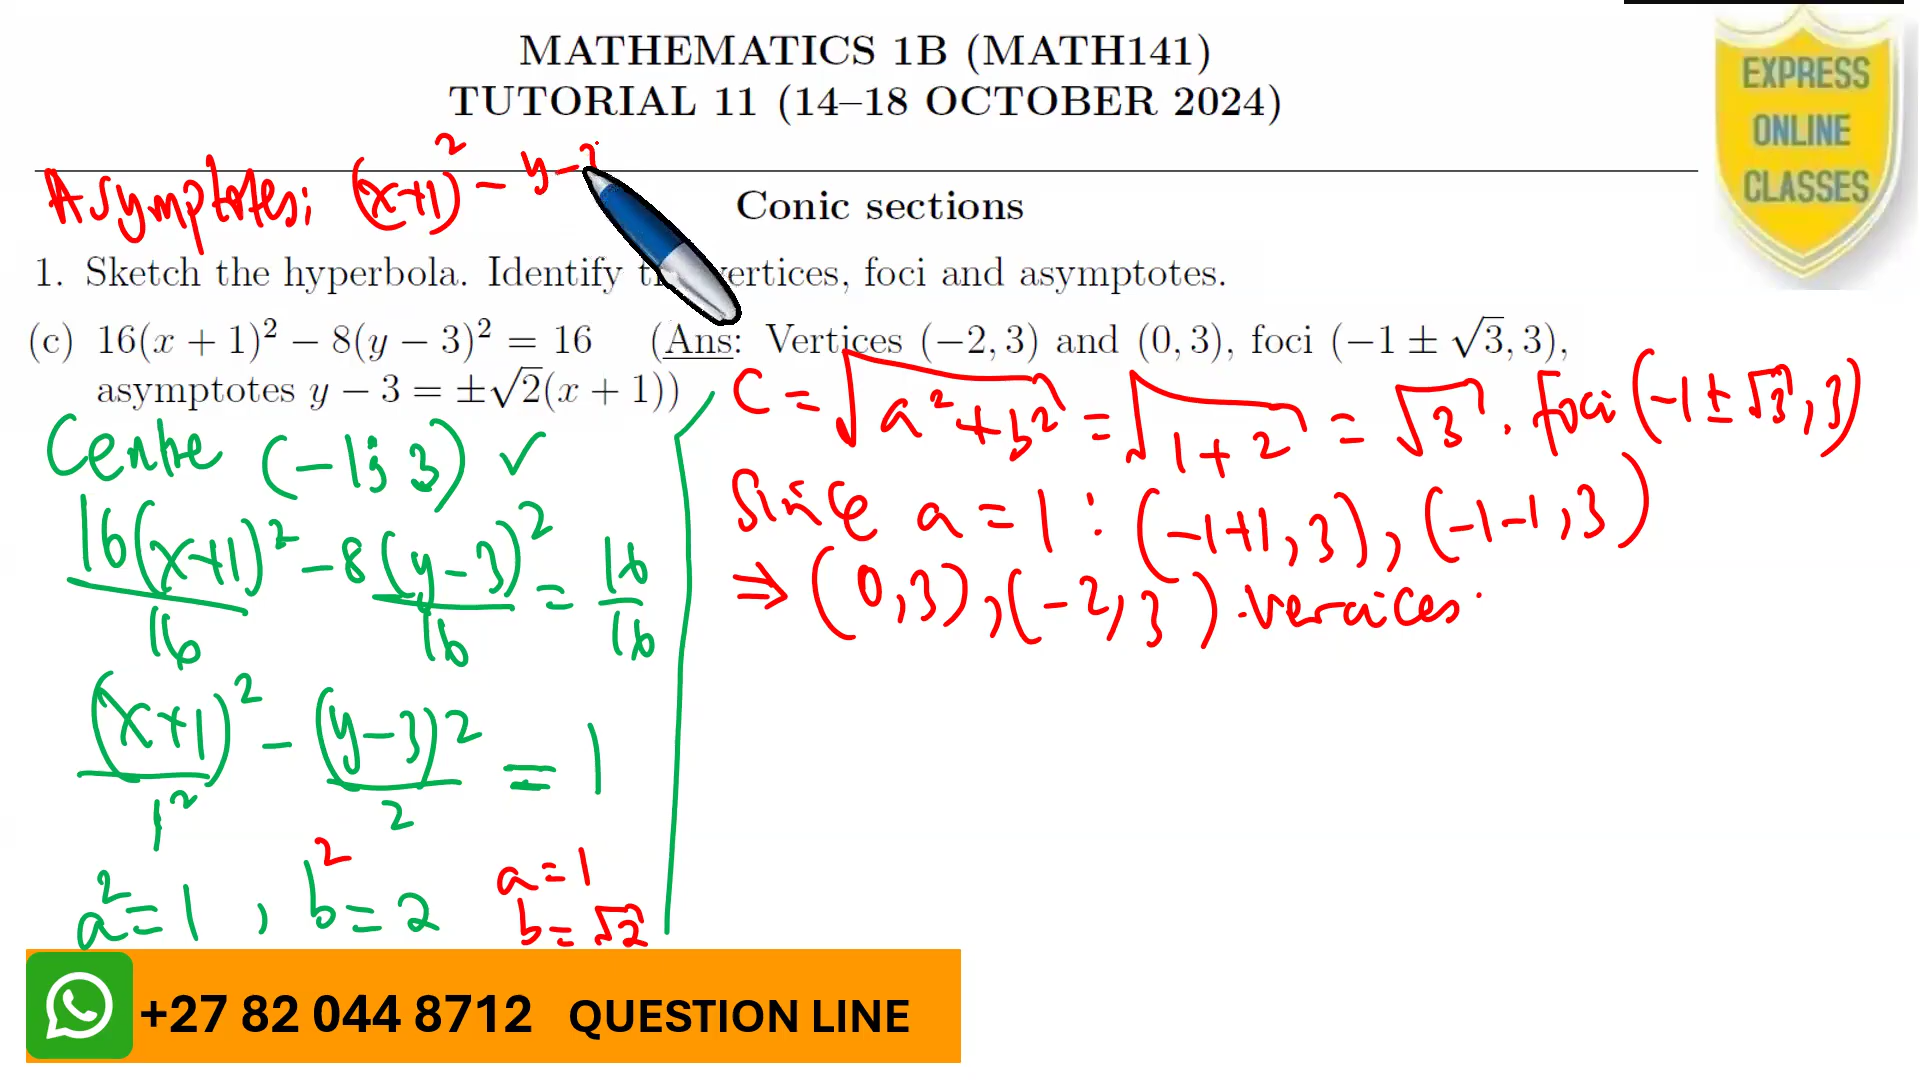 MATHEMATICS 1B (MATH141)
TUTORIAL 11 (14–18 OCTOBER 2024)
EXPRESS
ONLINE
CLASSES
Asymptotes: (x+1)² − y−
Conic sections
1. Sketch the hyperbola. Identify vertices, foci and asymptotes.
(c) 16(x + 1)² − 8(y − 3)² = 16 (Ans: Vertices (−2, 3) and (0, 3), foci (−1 ± √3, 3),
asymptotes y − 3 = ±√2(x + 1))
Centre (−1; 3) ✓
16(x+1)²/16 − 8(y−3)²/16 = 16/16
(x+1)²/1² − (y−3)²/2 = 1
a² = 1 , b² = 2
a = 1
b = √2
C = √(a²+b²) = √(1+2) = √3 . foci (−1 ± √3, 3)
Since a = 1 : (−1+1, 3), (−1−1, 3)
⇒ (0, 3), (−2, 3) .
+27 82 044 8712 QUESTION LINE